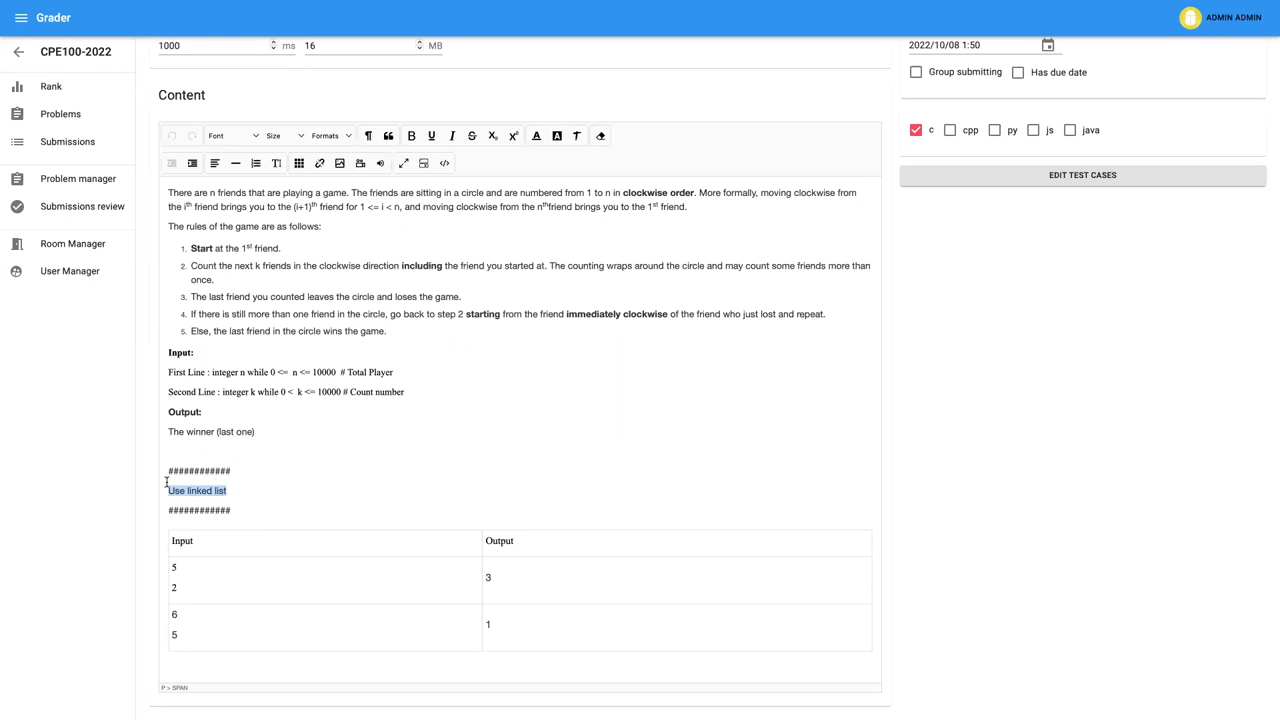 Grader
ADMIN ADMIN
CPE100-2022
Rank
Problems
Submissions
Problem manager
Submissions review
Room Manager
User Manager
1000 ms 16 MB
Content
Font Size Formats
There are n friends that are playing a game. The friends are sitting in a circle and are numbered from 1 to n in clockwise order. More formally, moving clockwise from
the ith friend brings you to the (i+1)th friend for 1 <= i < n, and moving clockwise from the nthfriend brings you to the 1st friend.
The rules of the game are as follows:
1. Start at the 1st friend.
2. Count the next k friends in the clockwise direction including the friend you started at. The counting wraps around the circle and may count some friends more than
once.
3. The last friend you counted leaves the circle and loses the game.
4. If there is still more than one friend in the circle, go back to step 2 starting from the friend immediately clockwise of the friend who just lost and repeat.
5. Else, the last friend in the circle wins the game.
Input:
First Line : integer n while 0 <= n <= 10000 # Total Player
Second Line : integer k while 0 < k <= 10000 # Count number
Output:
The winner (last one)
############
Use linked list
############
Input Output
5
2
3
6
5
1
P > SPAN
2022/10/08 1:50
Group submitting Has due date
c cpp py js java
EDIT TEST CASES